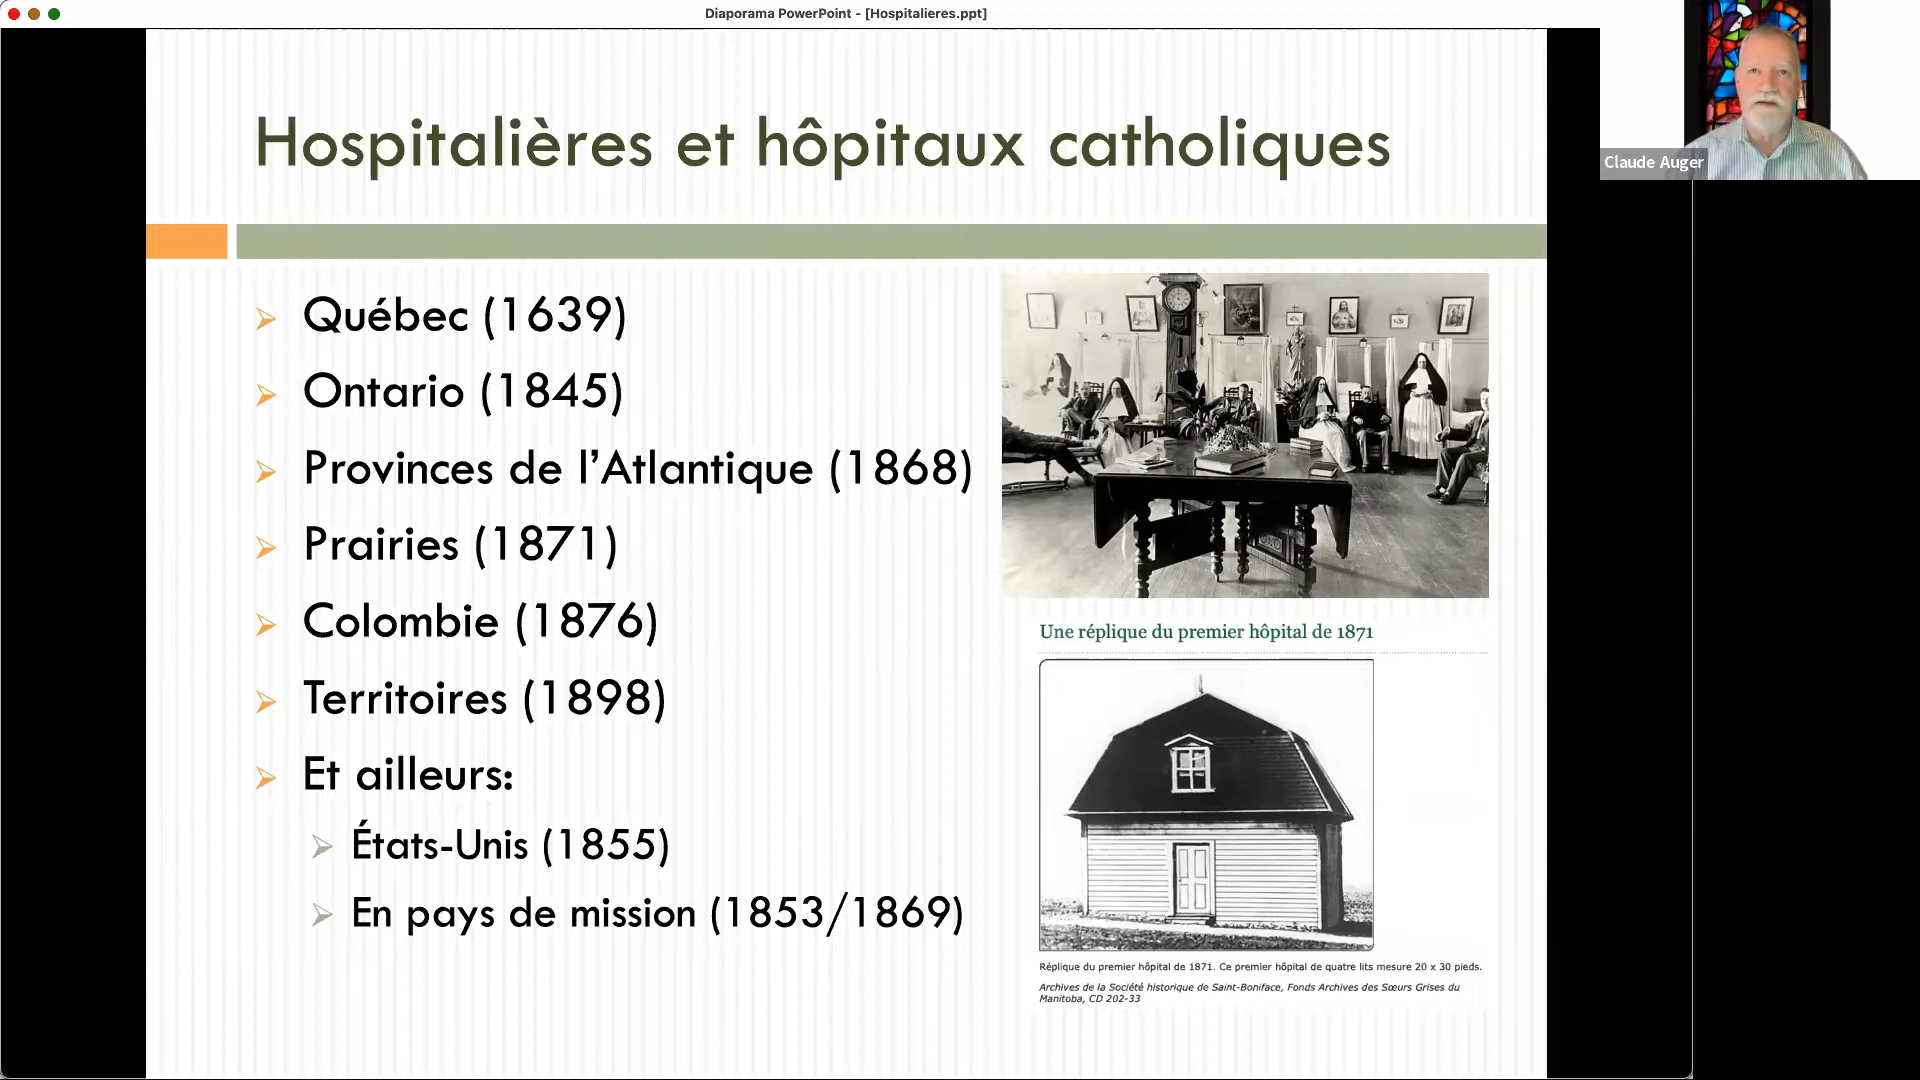 Diaporama PowerPoint - [Hospitalieres.ppt]
Claude Auger
Hospitalières et hôpitaux catholiques
Québec (1639)
Ontario (1845)
Provinces de l’Atlantique (1868)
Prairies (1871)
Colombie (1876)
Territoires (1898)
Et ailleurs:
États-Unis (1855)
En pays de mission (1853/1869)
Une réplique du premier hôpital de 1871
Réplique du premier hôpital de 1871. Ce premier hôpital de quatre lits mesure 20 x 30 pieds.
Archives de la Société historique de Saint-Boniface, Fonds Archives des Sœurs Grises du
Manitoba, CD 202-33